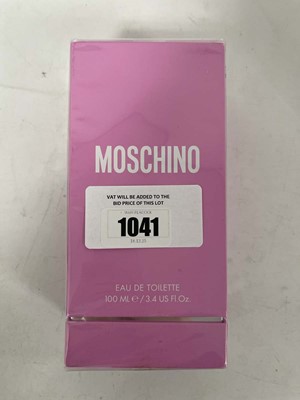 MOSCHINO
VAT WILL BE ADDED TO THE
BID PRICE OF THIS LOT
1041
EAU DE TOILETTE
100 ML℮/3.4 US Fl.Oz.